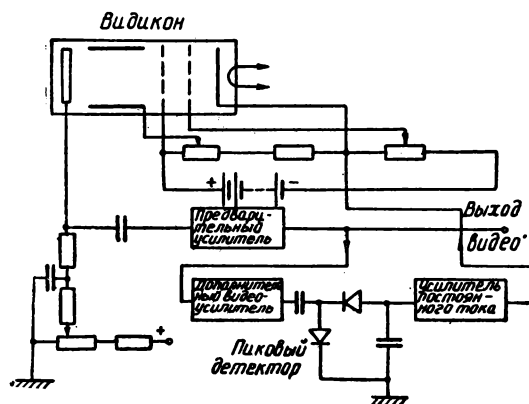 Видикон
+
-
Предвари-
тельный
усилитель
Выход
видео
Дополнитель-
ный видео-
усилитель
Усилитель
постоян-
ного тока
Пиковый
детектор
+